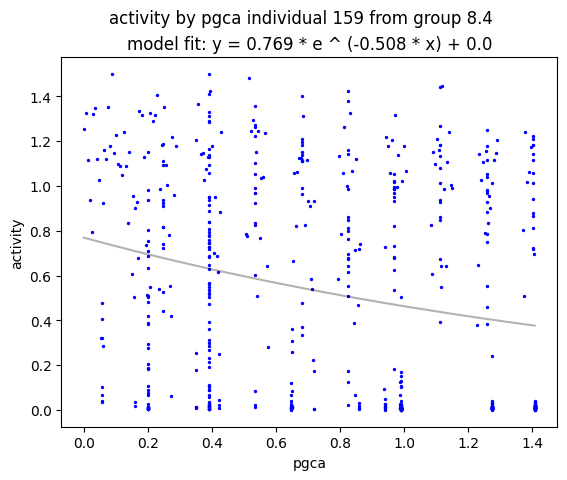 activity by pgca individual 159 from group 8.4
model fit: y = 0.769 * e ^ (-0.508 * x) + 0.0
1.4
1.2
1.0
0.8
0.6
0.4
0.2
0.0
activity
0.0 0.2 0.4 0.6 0.8 1.0 1.2 1.4
pgca